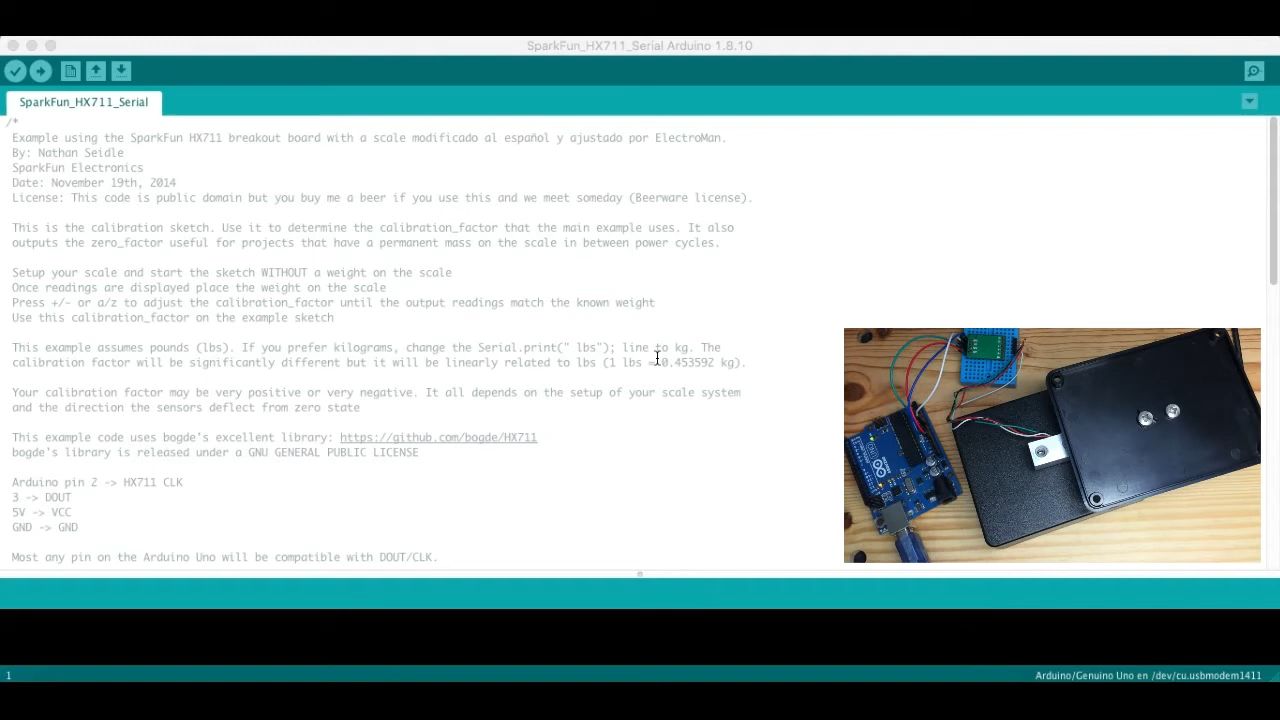 SparkFun_HX711_Serial Arduino 1.8.10
SparkFun_HX711_Serial
/*
Example using the SparkFun HX711 breakout board with a scale modificado al español y ajustado por ElectroMan.
By: Nathan Seidle
SparkFun Electronics
Date: November 19th, 2014
License: This code is public domain but you buy me a beer if you use this and we meet someday (Beerware license).
This is the calibration sketch. Use it to determine the calibration_factor that the main example uses. It also
outputs the zero_factor useful for projects that have a permanent mass on the scale in between power cycles.
Setup your scale and start the sketch WITHOUT a weight on the scale
Once readings are displayed place the weight on the scale
Press +/- or a/z to adjust the calibration_factor until the output readings match the known weight
Use this calibration_factor on the example sketch
This example assumes pounds (lbs). If you prefer kilograms, change the Serial.print(" lbs"); line to kg. The
calibration factor will be significantly different but it will be linearly related to lbs (1 lbs = 0.453592 kg).
Your calibration factor may be very positive or very negative. It all depends on the setup of your scale system
and the direction the sensors deflect from zero state
This example code uses bogde's excellent library: https://github.com/bogde/HX711
bogde's library is released under a GNU GENERAL PUBLIC LICENSE
Arduino pin 2 -> HX711 CLK
3 -> DOUT
5V -> VCC
GND -> GND
Most any pin on the Arduino Uno will be compatible with DOUT/CLK.
1
Arduino/Genuino Uno en /dev/cu.usbmodem1411